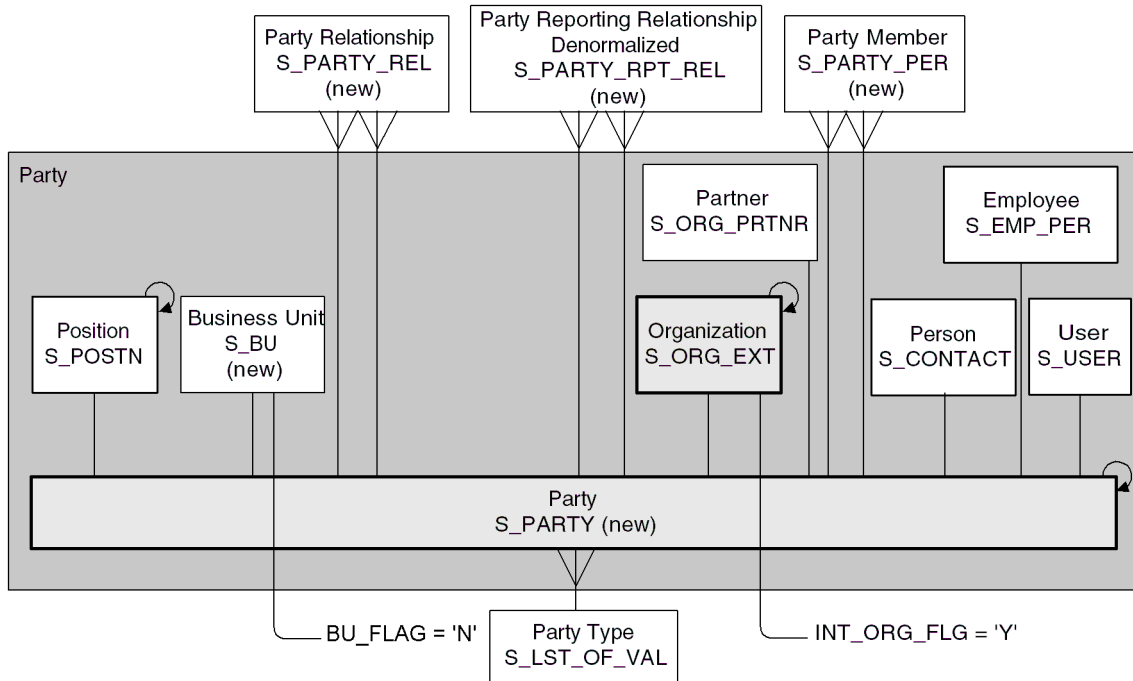 Party Relationship
S_PARTY_REL
(new)
Party Reporting Relationship
Denormalized
S_PARTY_RPT_REL
(new)
Party Member
S_PARTY_PER
(new)
Party
Partner
S_ORG_PRTNR
Employee
S_EMP_PER
Position
S_POSTN
Business Unit
S_BU
(new)
Organization
S_ORG_EXT
Person
S_CONTACT
User
S_USER
Party
S_PARTY (new)
BU_FLAG = 'N'
Party Type
S_LST_OF_VAL
INT_ORG_FLG = 'Y'